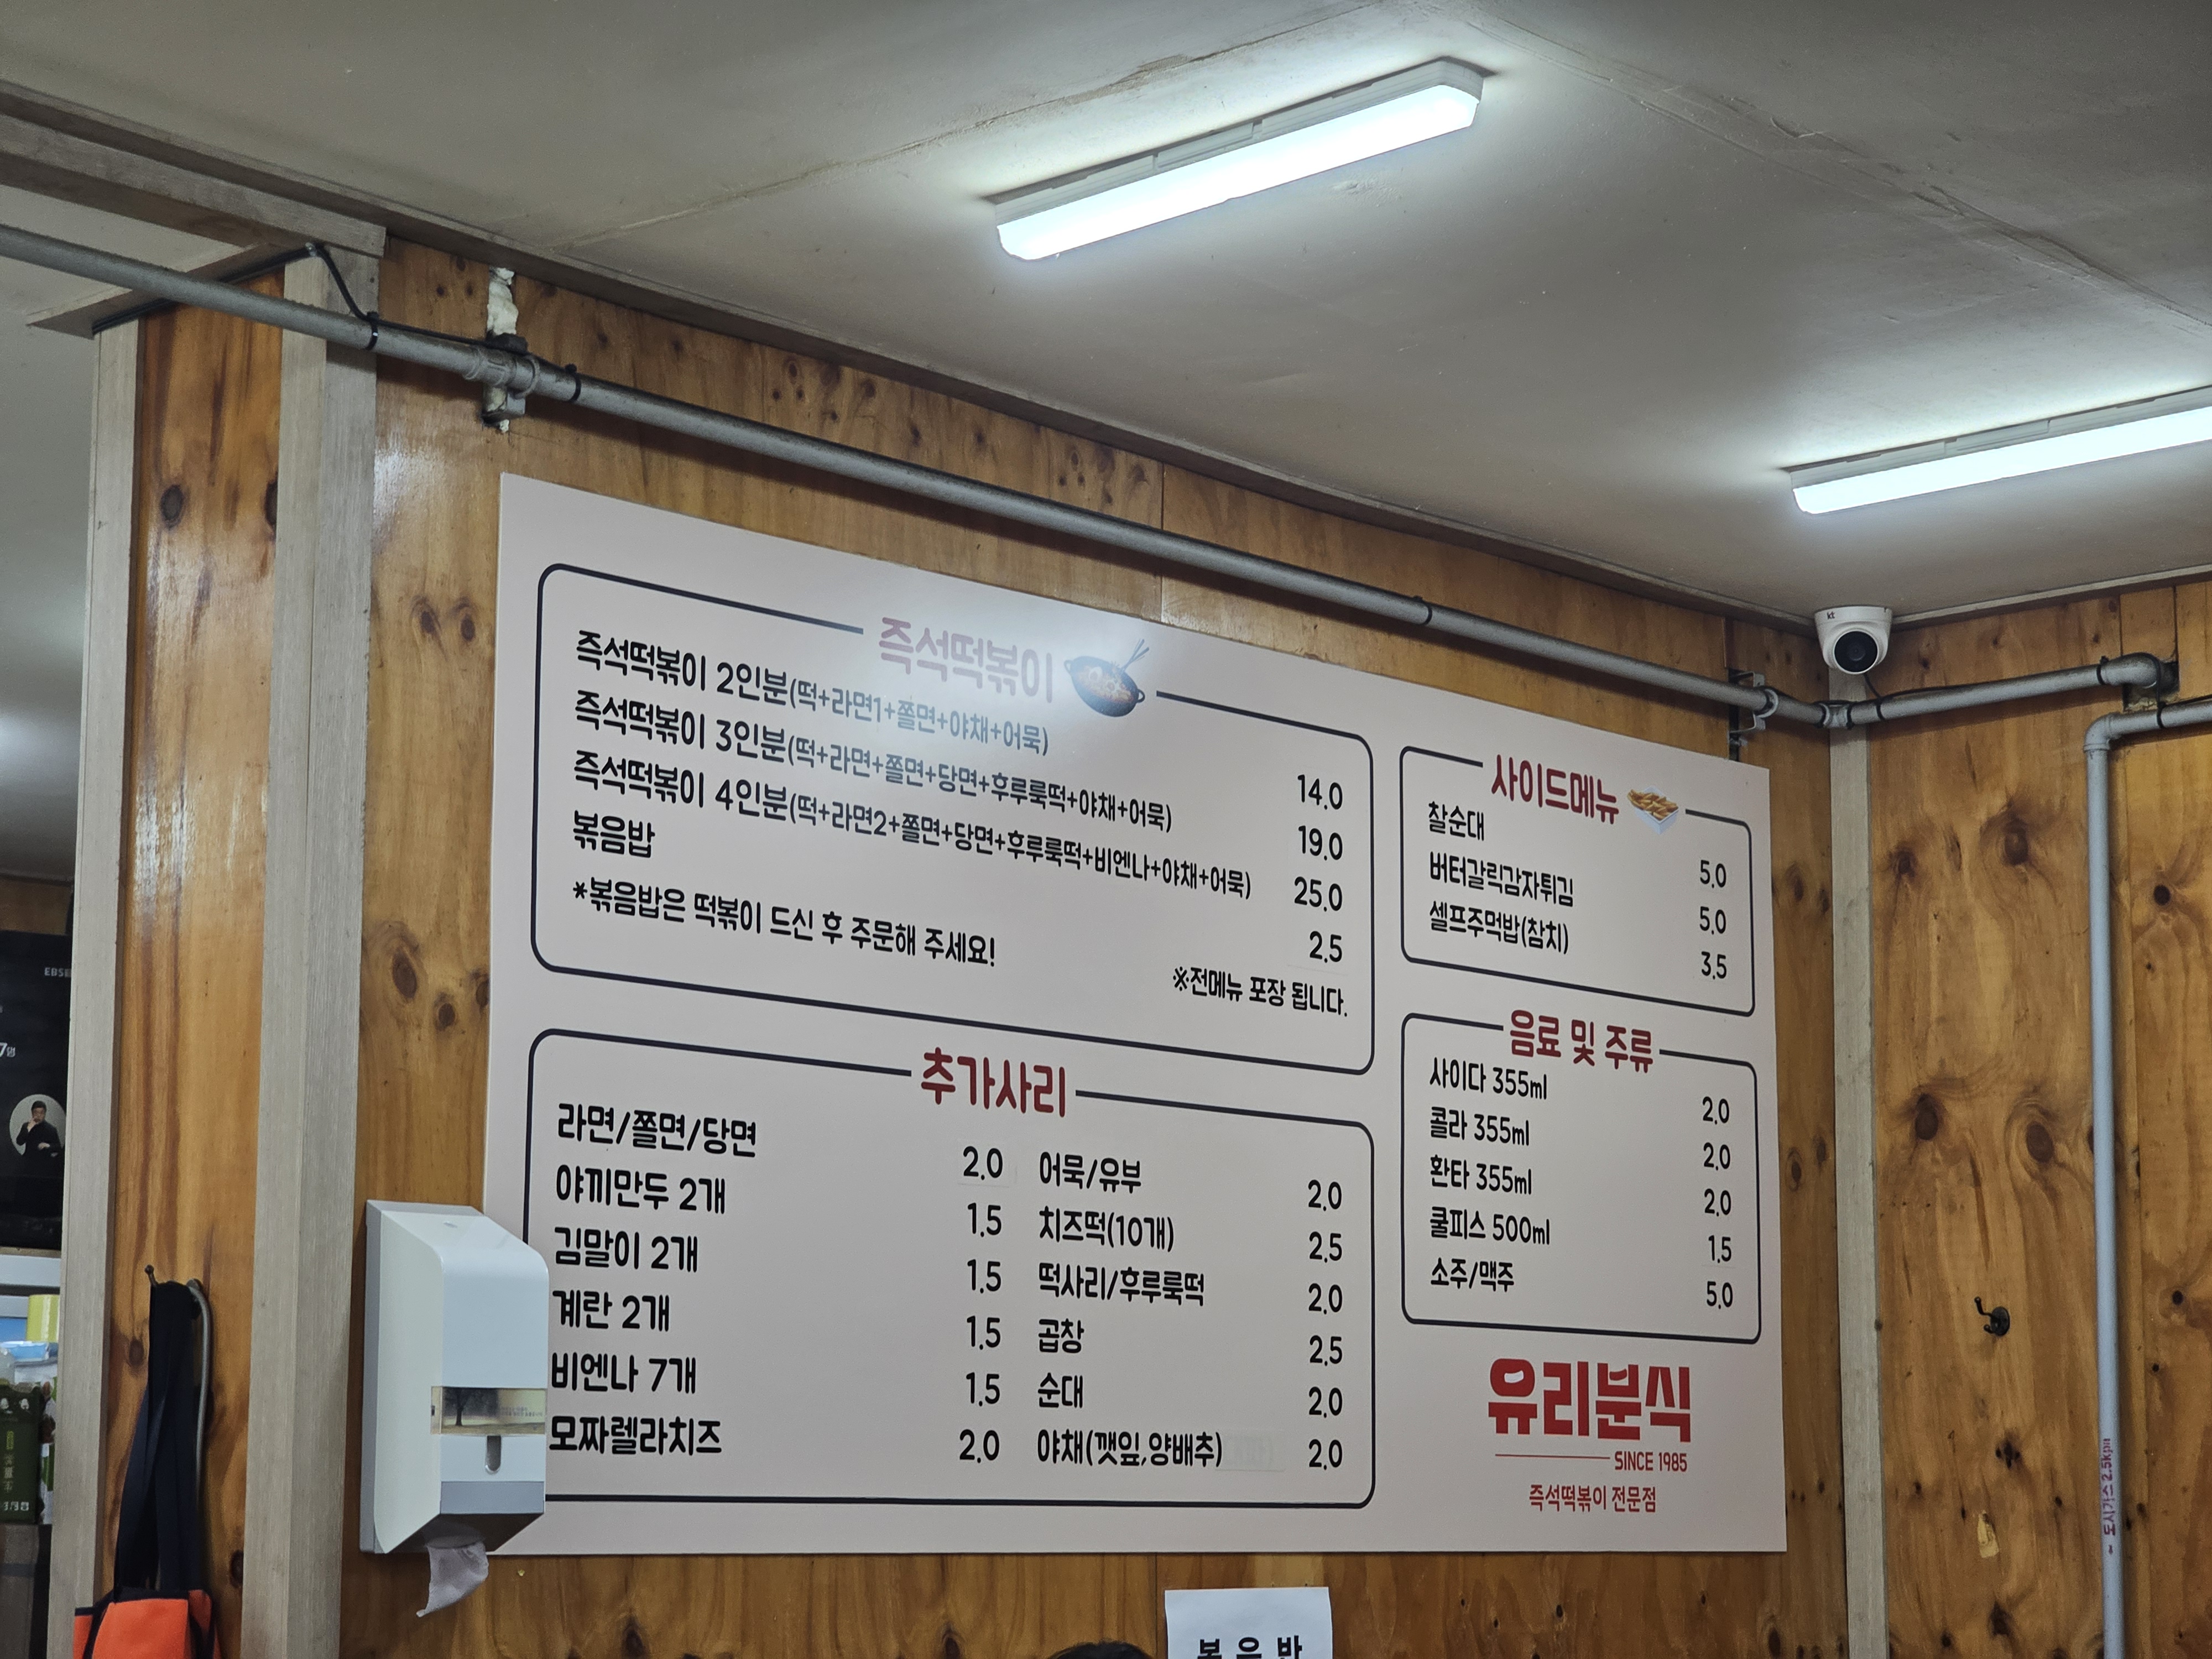 즉석떡볶이
즉석떡볶이 2인분(떡+라면1+쫄면+야채+어묵) 14.0
즉석떡볶이 3인분(떡+라면+쫄면+당면+후루룩떡+야채+어묵) 19.0
즉석떡볶이 4인분(떡+라면2+쫄면+당면+후루룩떡+비엔나+야채+어묵) 25.0
볶음밥 2.5
*볶음밥은 떡볶이 드신 후 주문해 주세요!
※전메뉴 포장 됩니다.
추가사리
라면/쫄면/당면 2.0
야끼만두 2개 1.5
김말이 2개 1.5
계란 2개 1.5
비엔나 7개 1.5
모짜렐라치즈 2.0
어묵/유부 2.0
치즈떡(10개) 2.5
떡사리/후루룩떡 2.0
곱창 2.5
순대 2.0
야채(깻잎,양배추) 2.0
사이드메뉴
찰순대 5.0
버터갈릭감자튀김 5.0
셀프주먹밥(참치) 3.5
음료 및 주류
사이다 355ml 2.0
콜라 355ml 2.0
환타 355ml 2.0
쿨피스 500ml 1.5
소주/맥주 5.0
유리분식
SINCE 1985
즉석떡볶이 전문점
kt
EBS
7명
도시가스 2.5kpa
볶음밥